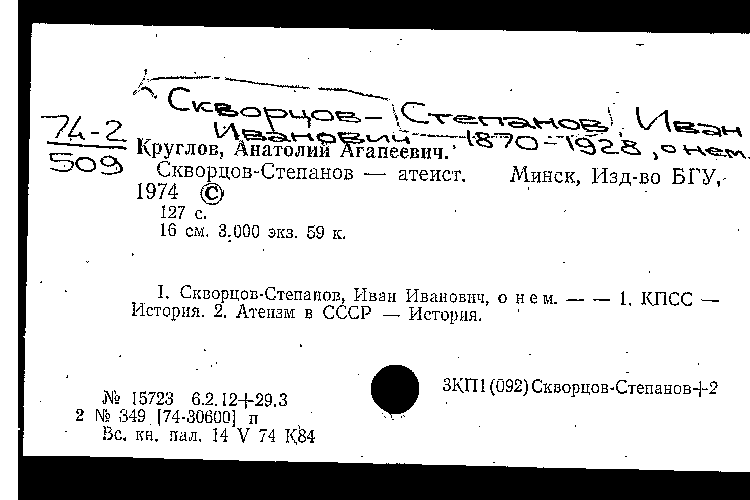 Скворцов-Степанов, Иван
Иванович 1870-1928, о нем.
74-2
509
Круглов, Анатолий Агапеевич.
Скворцов-Степанов — атеист. Минск, Изд-во БГУ,
1974 ©
127 с.
16 см. 3.000 экз. 59 к.
I. Скворцов-Степанов, Иван Иванович, о нем. — — 1. КПСС —
История. 2. Атеизм в СССР — История.
№ 15723 6.2.12+29.3
2 № 349 [74-30600] п
Вс. кн. пал. 14 V 74 К84
3КП1(092)Скворцов-Степанов+2